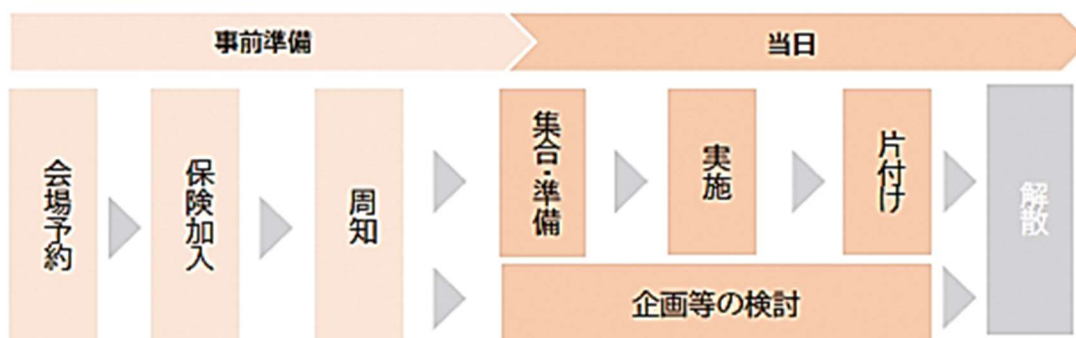 事前準備
当日
会場予約
保険加入
周知
集合・準備
実施
片付け
解散
企画等の検討